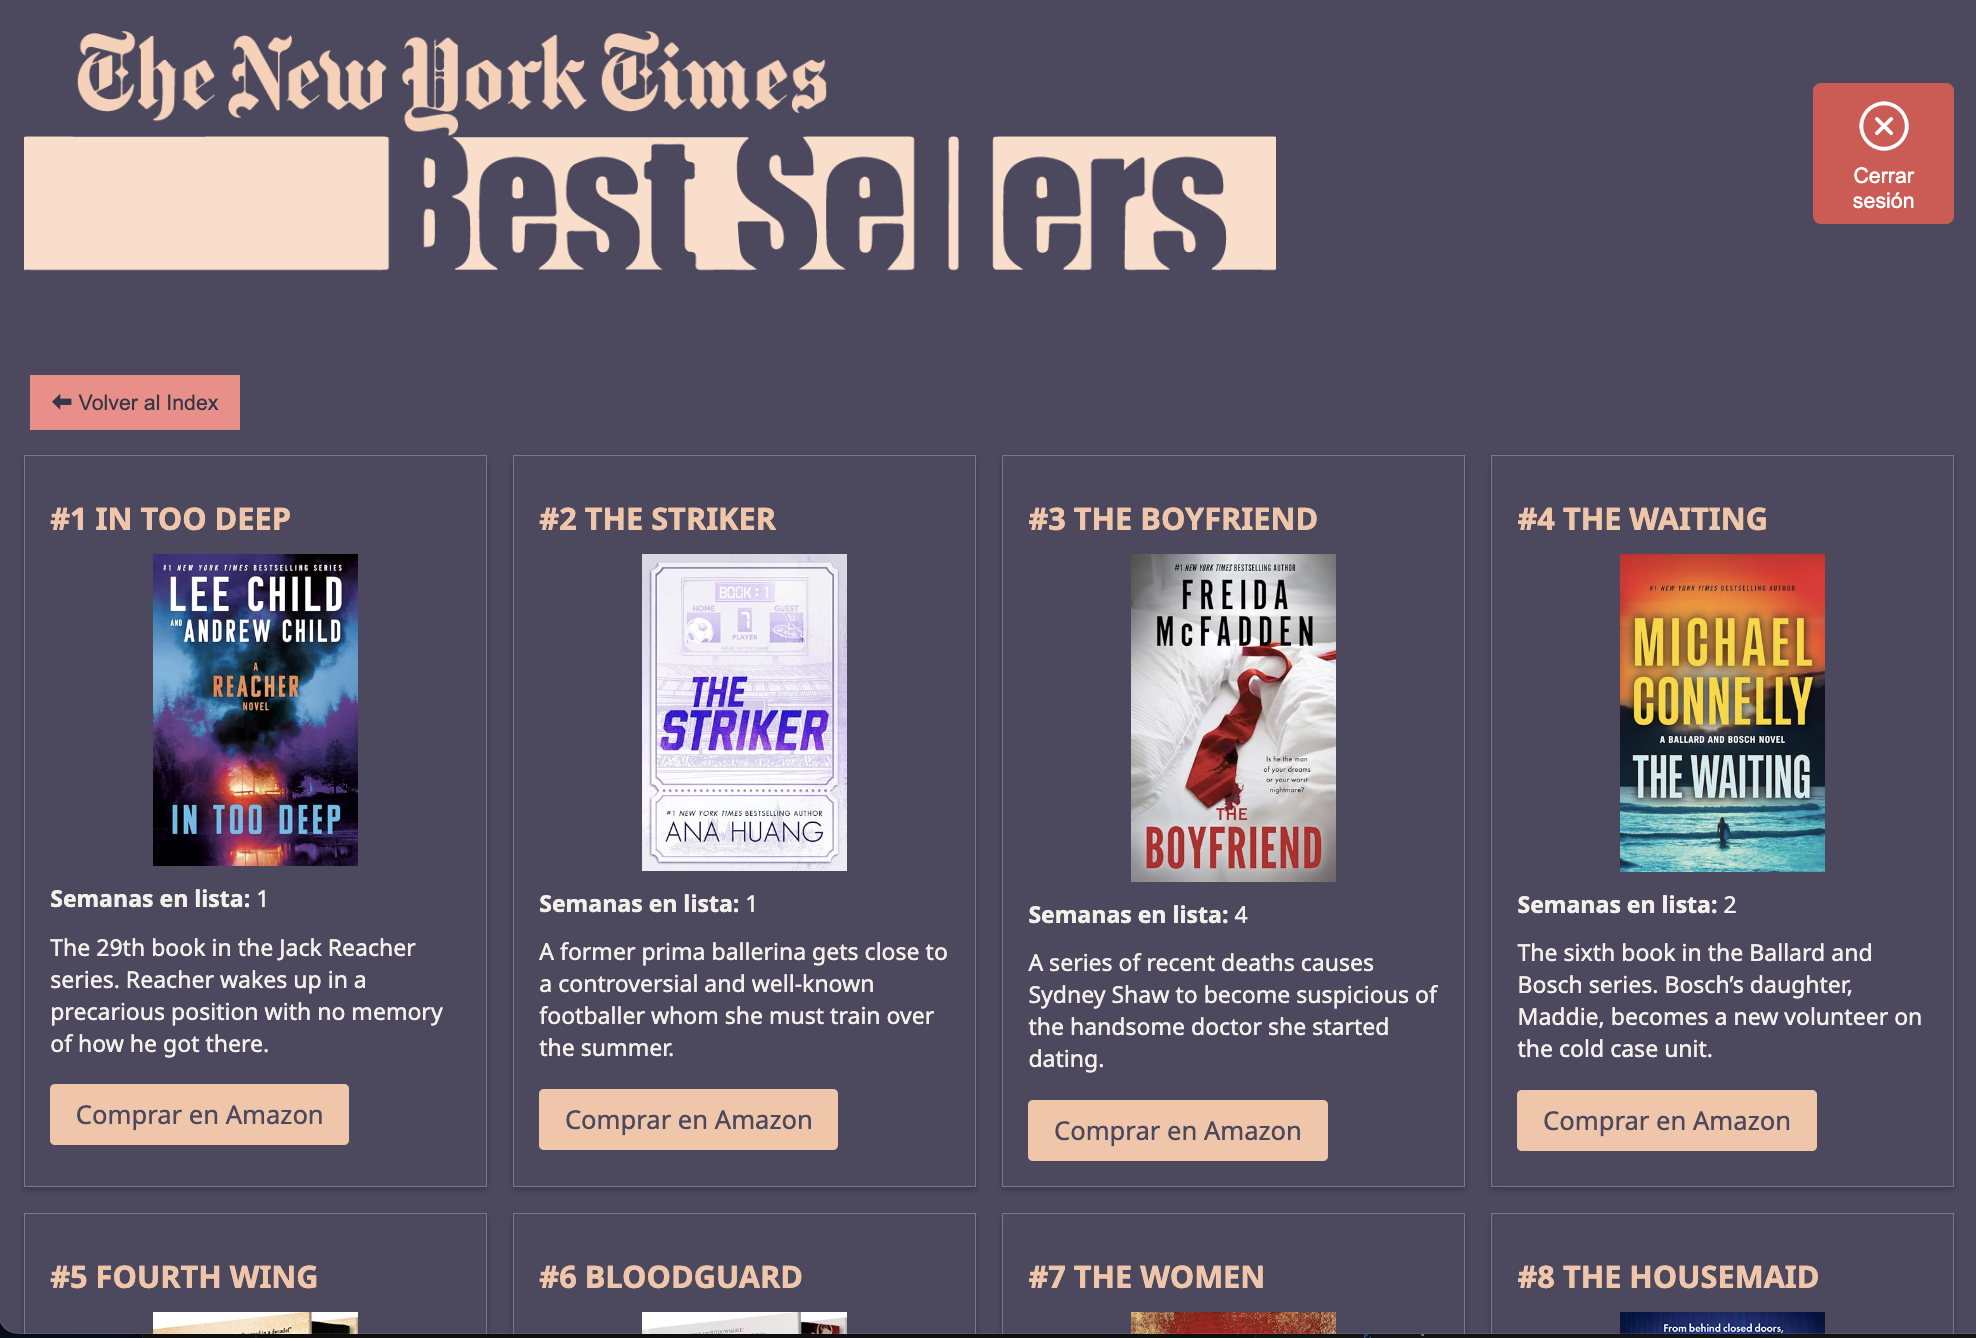 The New York Times
Best Sellers
Cerrar
sesión
Volver al Index
#1 IN TOO DEEP
#1 NEW YORK TIMES BESTSELLING SERIES
LEE CHILD
AND ANDREW CHILD
A
REACHER
NOVEL
IN TOO DEEP
Semanas en lista: 1
The 29th book in the Jack Reacher
series. Reacher wakes up in a
precarious position with no memory
of how he got there.
Comprar en Amazon
#2 THE STRIKER
BOOK : 1
HOME
GUEST
7
PLAYER
THE
STRIKER
#1 NEW YORK TIMES BESTSELLING AUTHOR
ANA HUANG
Semanas en lista: 1
A former prima ballerina gets close to
a controversial and well-known
footballer whom she must train over
the summer.
Comprar en Amazon
#3 THE BOYFRIEND
#1 NEW YORK TIMES BESTSELLING AUTHOR
FREIDA
McFADDEN
Is he the man
of your dreams
or your worst
nightmare?
THE
BOYFRIEND
Semanas en lista: 4
A series of recent deaths causes
Sydney Shaw to become suspicious of
the handsome doctor she started
dating.
Comprar en Amazon
#4 THE WAITING
#1 NEW YORK TIMES BESTSELLING AUTHOR
MICHAEL
CONNELLY
A BALLARD AND BOSCH NOVEL
THE WAITING
Semanas en lista: 2
The sixth book in the Ballard and
Bosch series. Bosch’s daughter,
Maddie, becomes a new volunteer on
the cold case unit.
Comprar en Amazon
#5 FOURTH WING
#6 BLOODGUARD
#7 THE WOMEN
#8 THE HOUSEMAID
From behind closed doors,